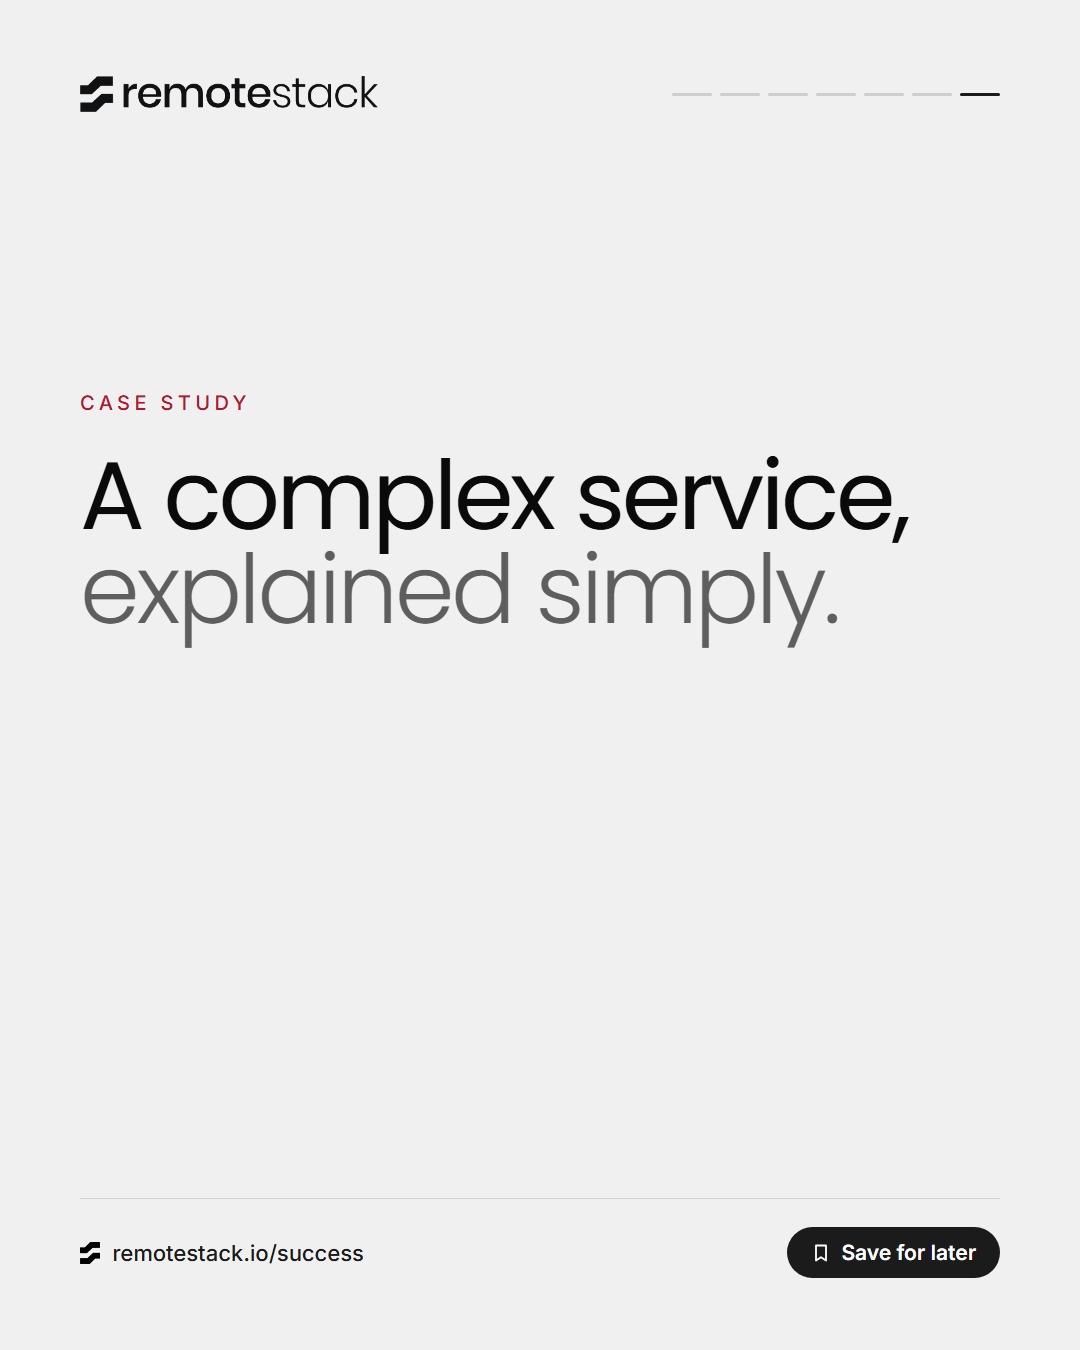 remotestack
CASE STUDY
A complex service,
explained simply.
remotestack.io/success
Save for later